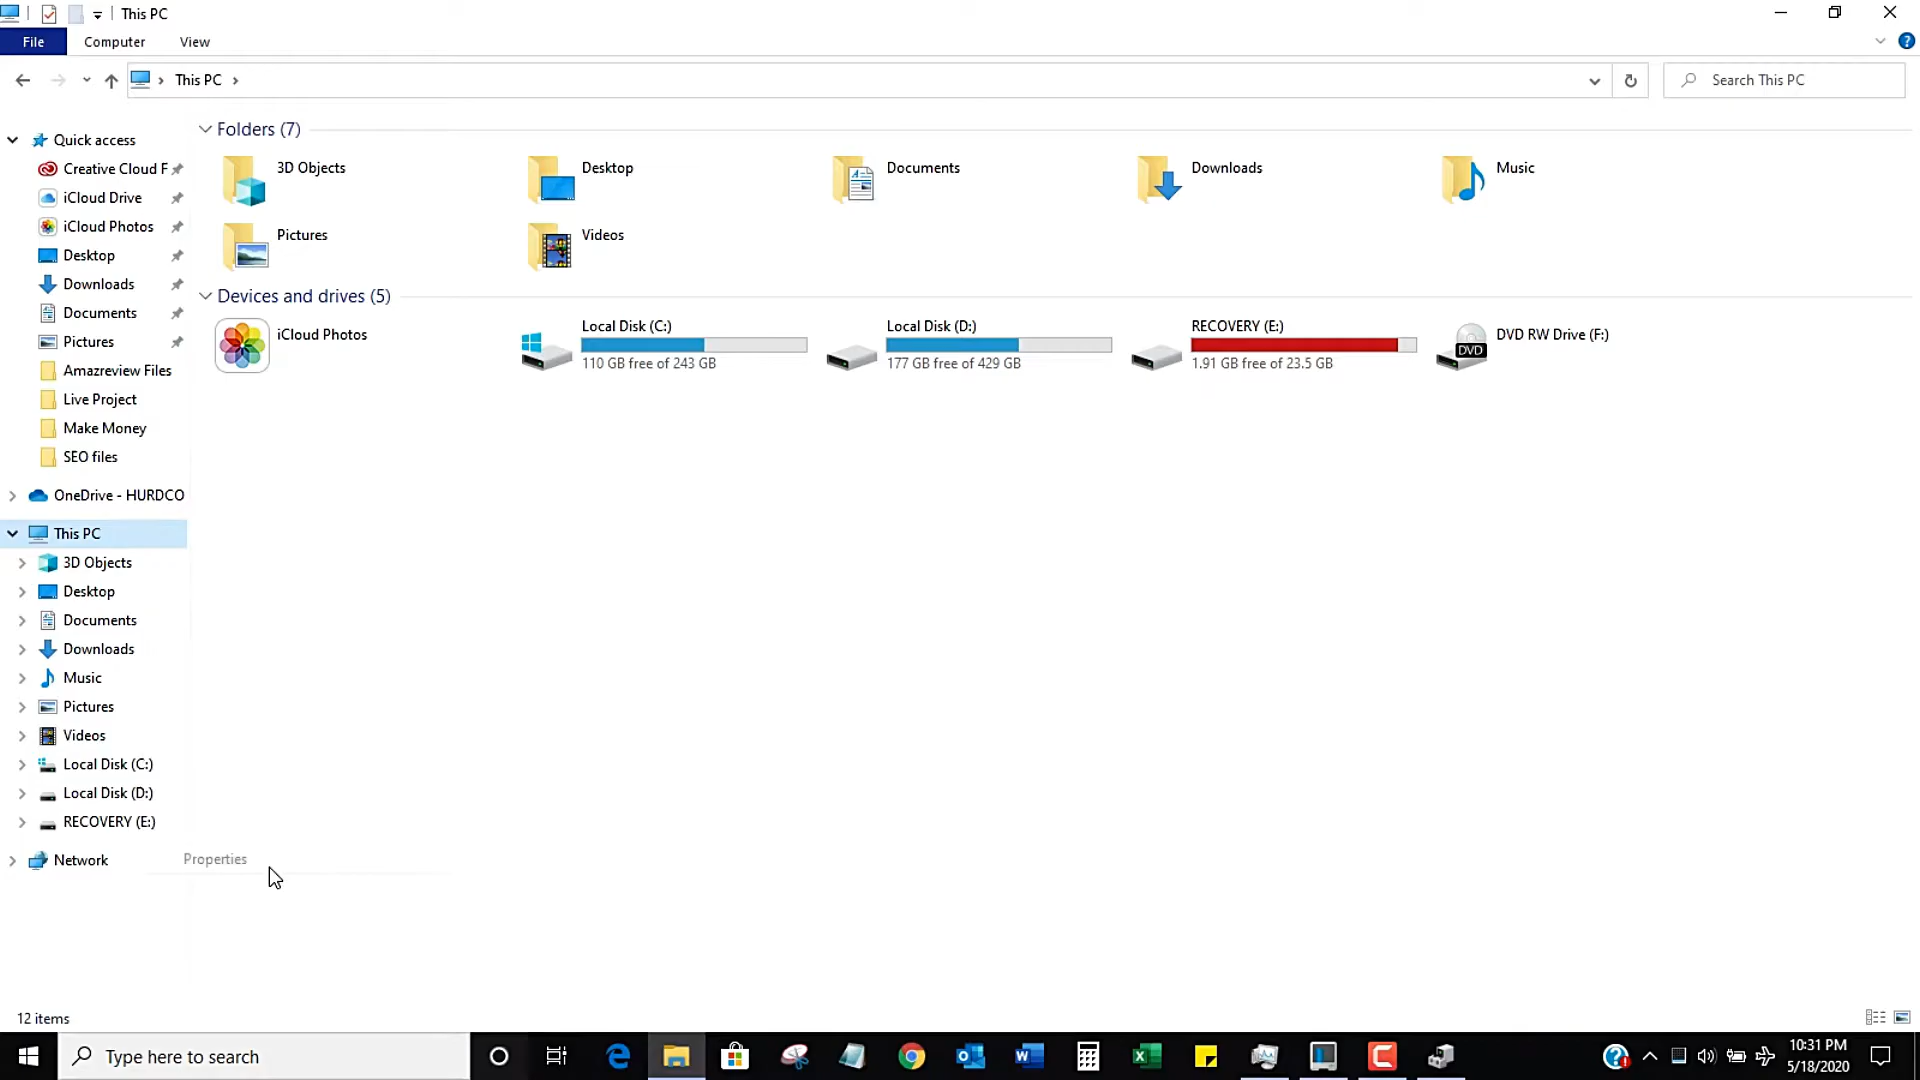 This PC
File
Computer
View
This PC
Search This PC
Quick access
Creative Cloud F
iCloud Drive
iCloud Photos
Desktop
Downloads
Documents
Pictures
Amazreview Files
Live Project
Make Money
SEO files
OneDrive - HURDCO
This PC
3D Objects
Desktop
Documents
Downloads
Music
Pictures
Videos
Local Disk (C:)
Local Disk (D:)
RECOVERY (E:)
Network
Properties
Folders (7)
3D Objects
Desktop
Documents
Downloads
Music
Pictures
Videos
Devices and drives (5)
iCloud Photos
Local Disk (C:)
110 GB free of 243 GB
Local Disk (D:)
177 GB free of 429 GB
RECOVERY (E:)
1.91 GB free of 23.5 GB
DVD
DVD RW Drive (F:)
12 items
Type here to search
10:31 PM
5/18/2020